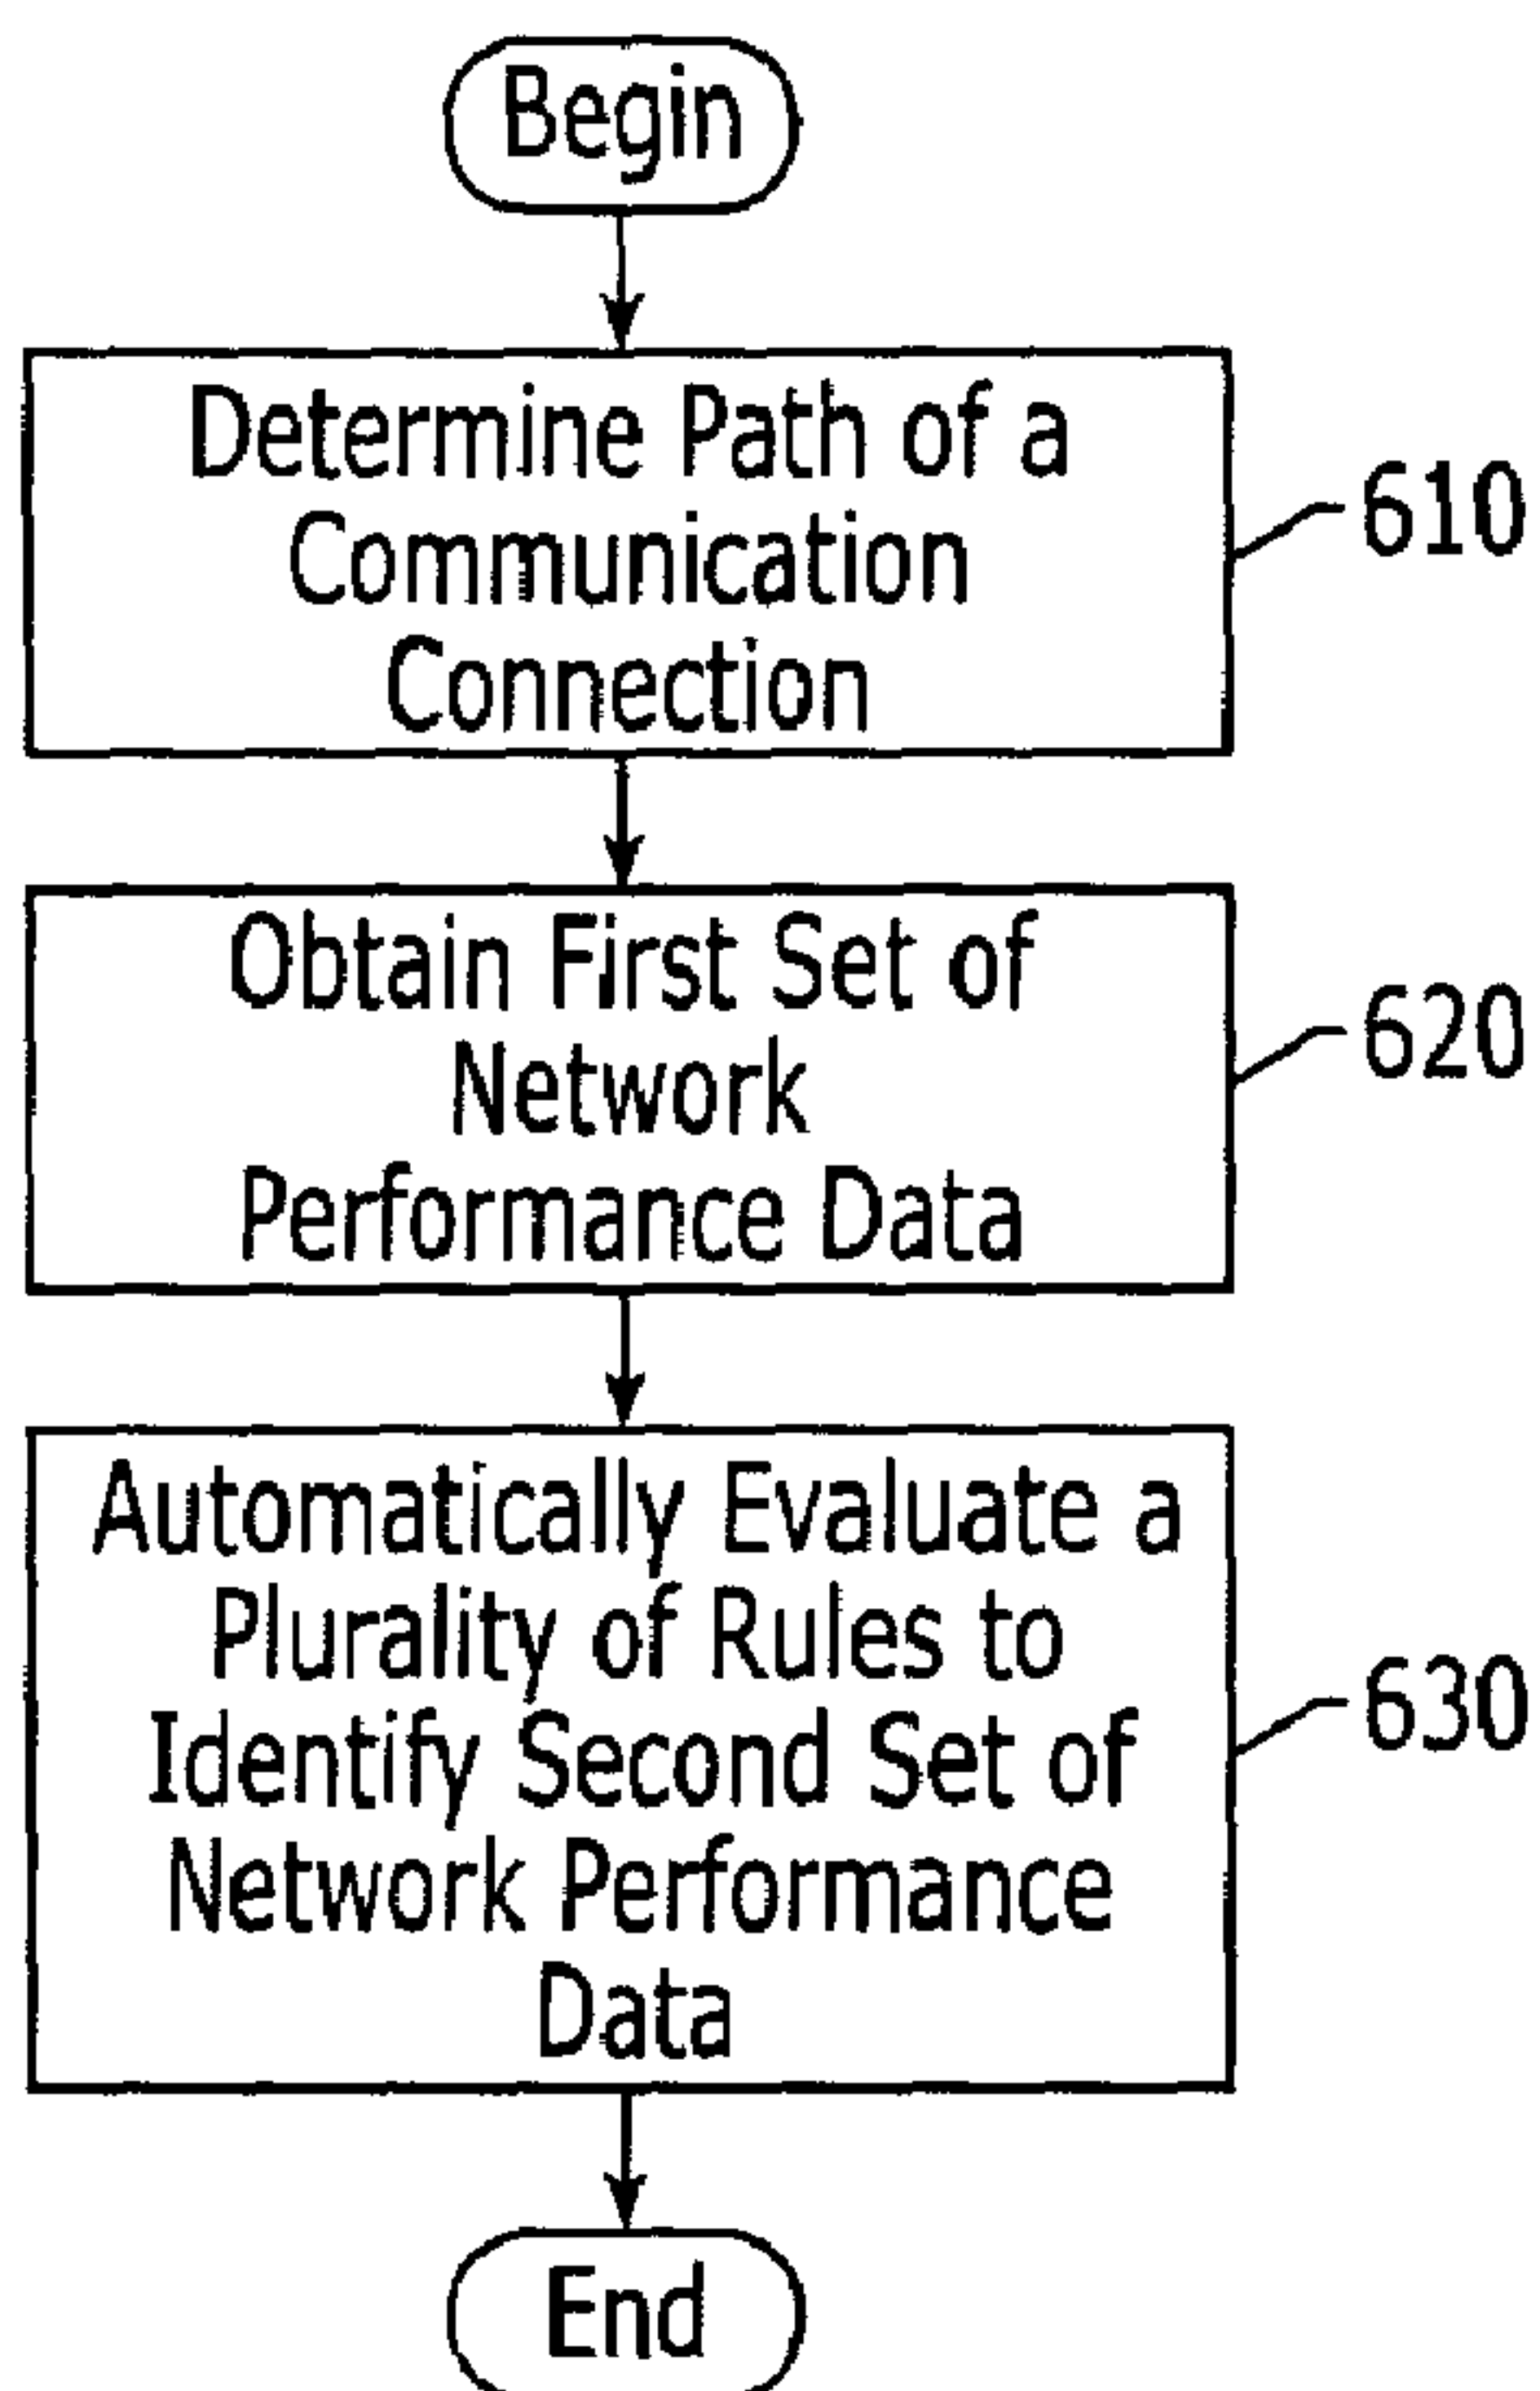 Begin
Determine Path of a
Communication
Connection
610
Obtain First Set of
Network
Performance Data
620
Automatically Evaluate a
Plurality of Rules to
Identify Second Set of
Network Performance
Data
630
End